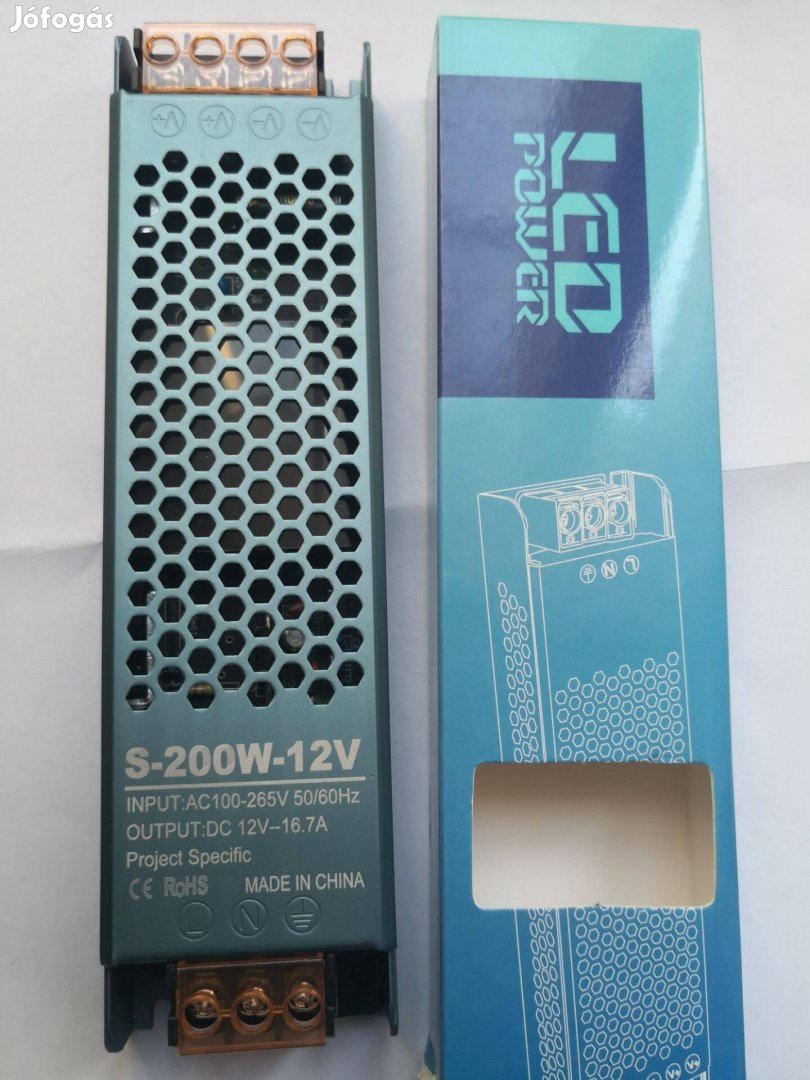 Jófogás
V+ V+ V- V-
S-200W-12V
INPUT:AC100-265V 50/60Hz
OUTPUT:DC 12V--16.7A
Project Specific
CE RoHS MADE IN CHINA
L N
LED
POWER
N L
V+ V+